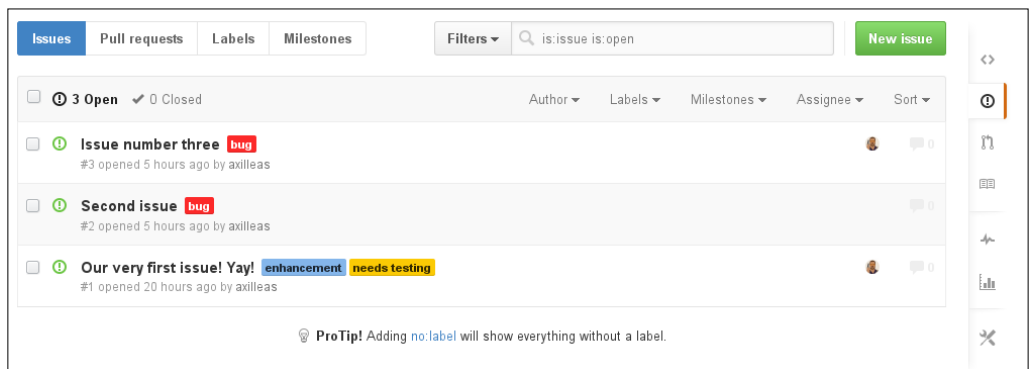 Issues Pull requests Labels Milestones Filters is:issue is:open New issue
3 Open 0 Closed Author Labels Milestones Assignee Sort
Issue number three bug
#3 opened 5 hours ago by axilleas 0
Second issue bug
#2 opened 5 hours ago by axilleas 0
Our very first issue! Yay! enhancement needs testing
#1 opened 20 hours ago by axilleas 0
ProTip! Adding no:label will show everything without a label.